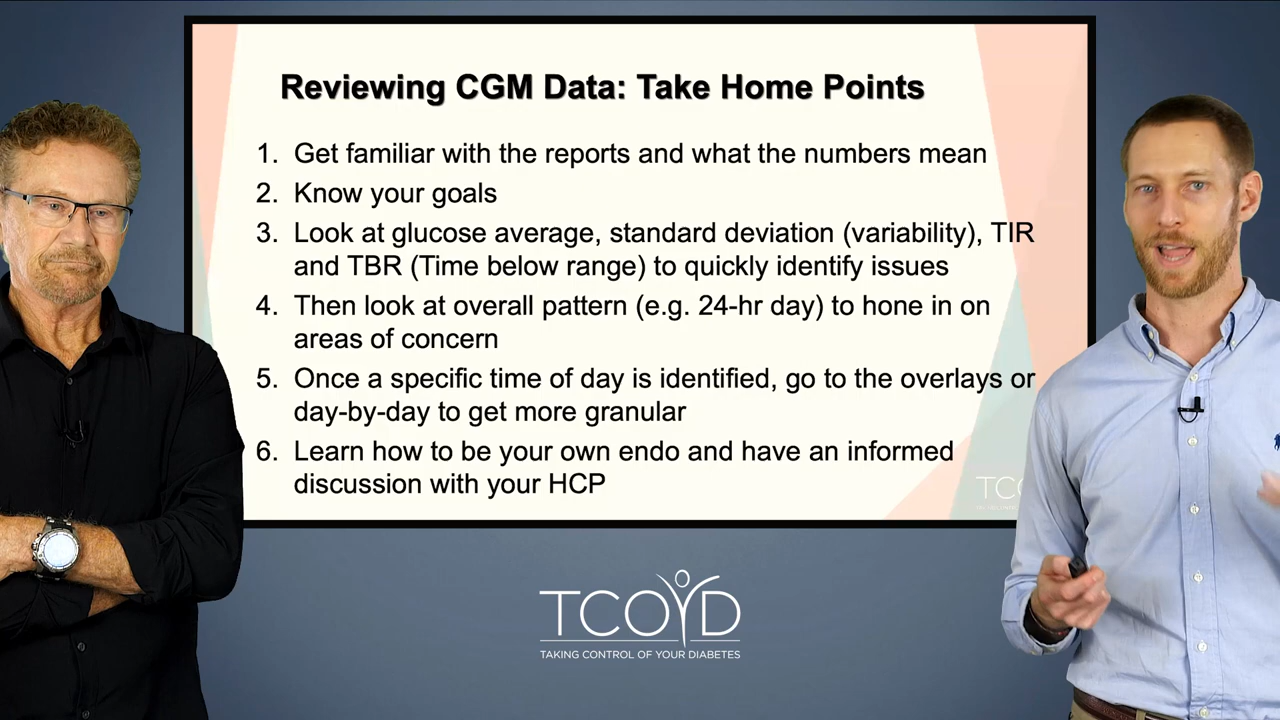 Reviewing CGM Data: Take Home Points
1. Get familiar with the reports and what the numbers mean
2. Know your goals
3. Look at glucose average, standard deviation (variability), TIR
and TBR (Time below range) to quickly identify issues
4. Then look at overall pattern (e.g. 24-hr day) to hone in on
areas of concern
5. Once a specific time of day is identified, go to the overlays or
day-by-day to get more granular
6. Learn how to be your own endo and have an informed
discussion with your HCP
TCOYD
TAKING CONTROL OF YOUR DIABETES